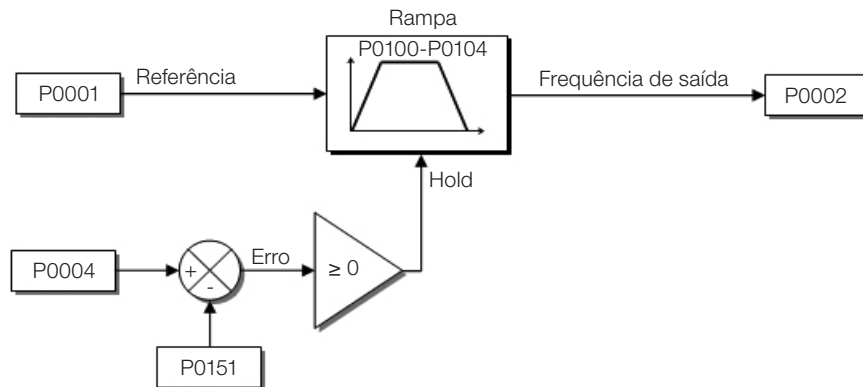 Rampa
P0100-P0104
P0001
Referência
Frequência de saída
P0002
Hold
P0004
+
-
Erro
≥ 0
P0151